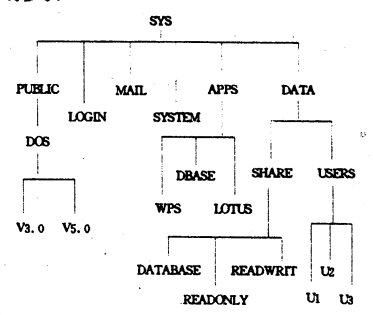 SYS
PUBLIC
MAIL
APPS
DATA
LOGIN
SYSTEM
DOS
DBASE
SHARE
USERS
WPS
LOTUS
V3.0
V5.0
DATABASE
READWRIT
U2
READONLY
U1
U3